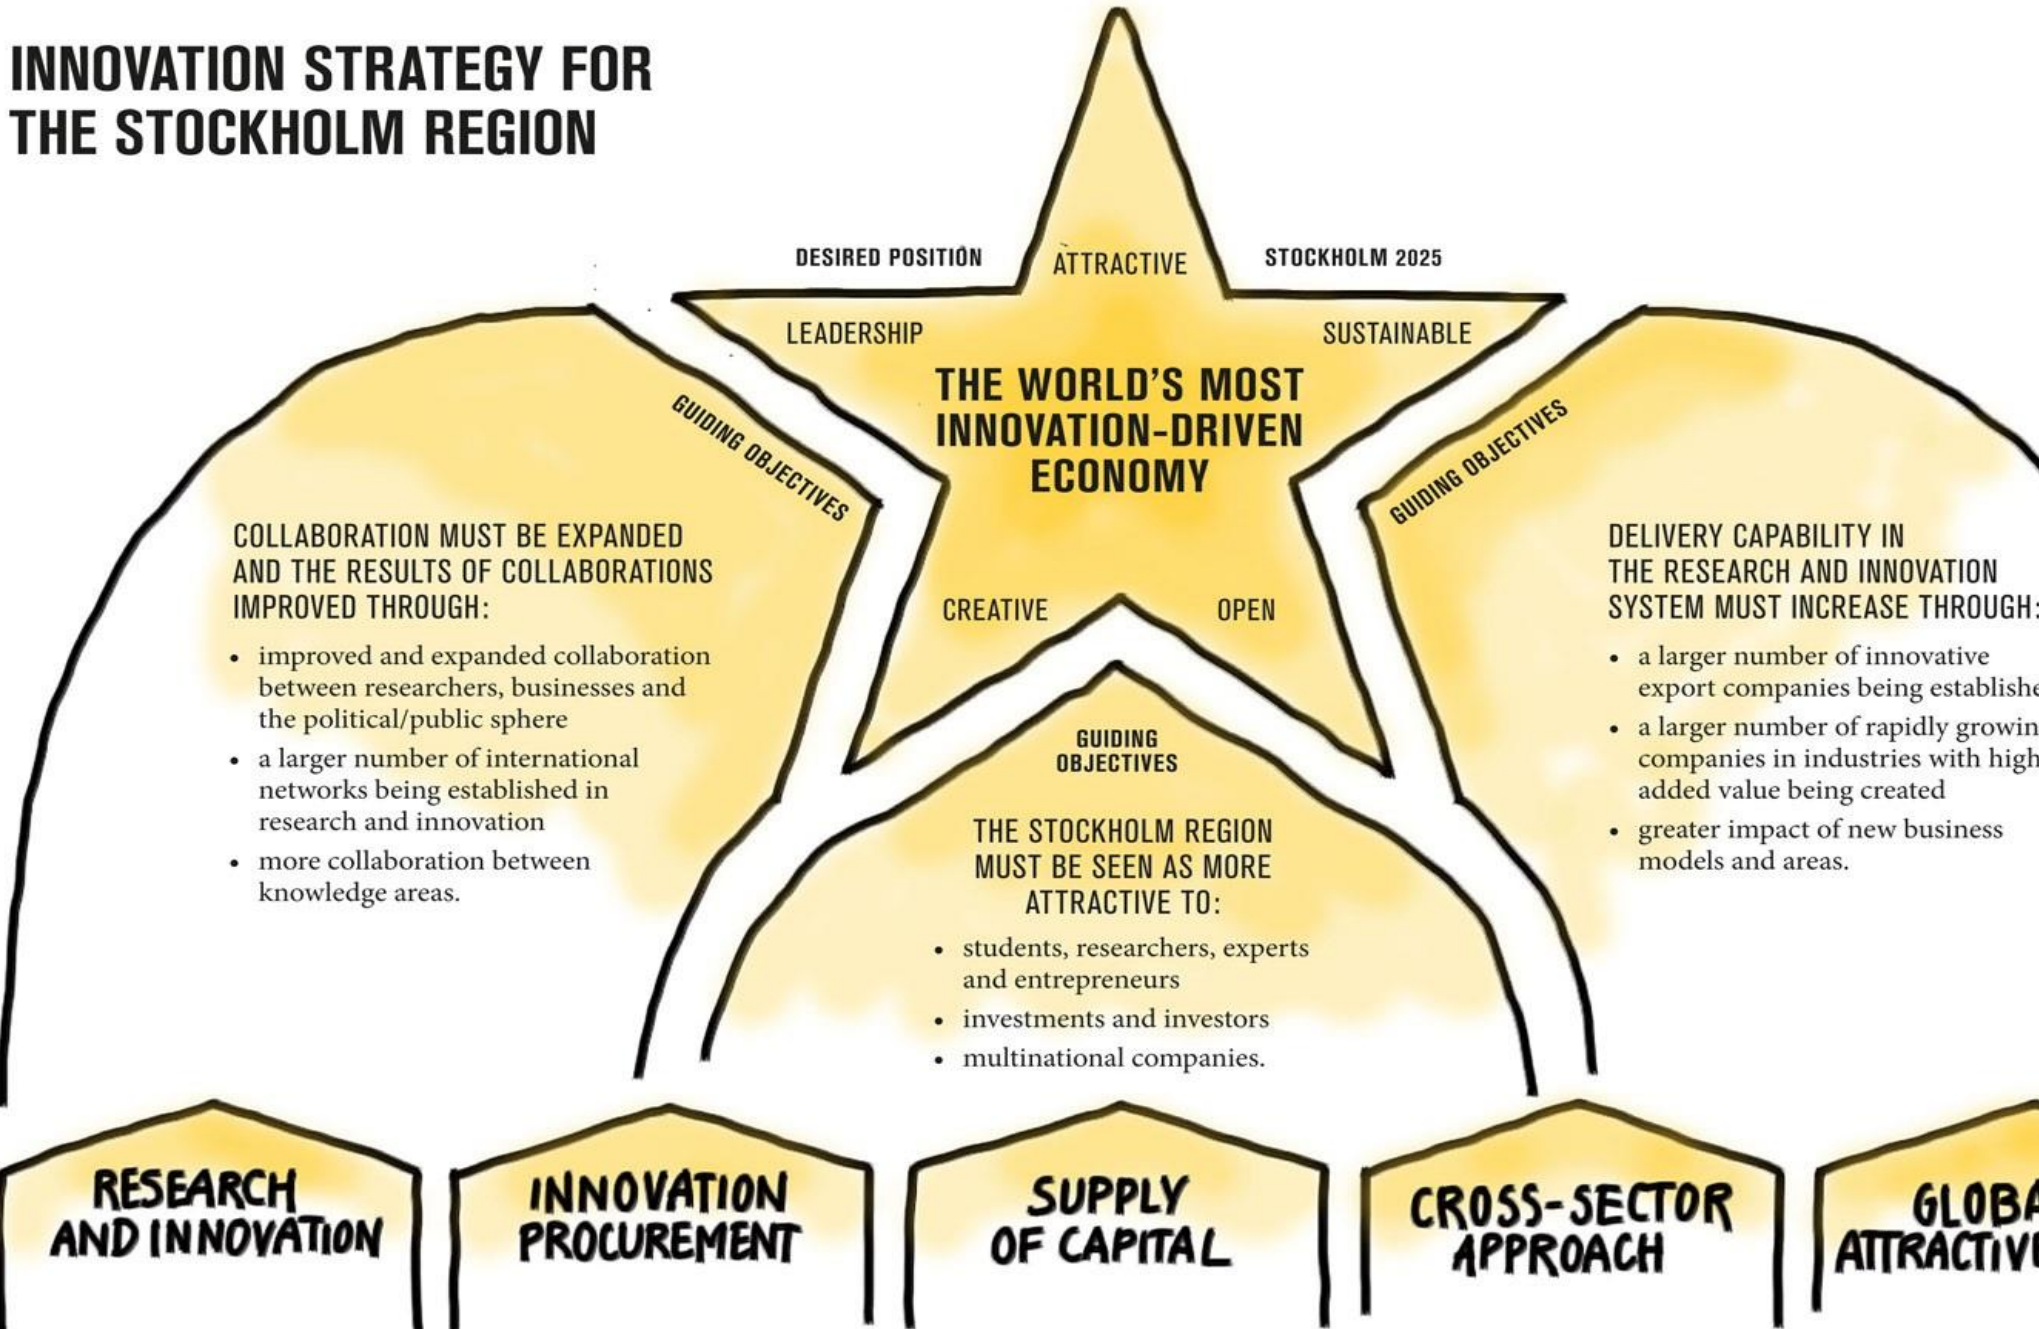 INNOVATION STRATEGY FOR
THE STOCKHOLM REGION
DESIRED POSITION
ATTRACTIVE
STOCKHOLM 2025
LEADERSHIP
SUSTAINABLE
THE WORLD'S MOST
INNOVATION-DRIVEN
ECONOMY
CREATIVE
OPEN
GUIDING OBJECTIVES
COLLABORATION MUST BE EXPANDED
AND THE RESULTS OF COLLABORATIONS
IMPROVED THROUGH:
• improved and expanded collaboration
between researchers, businesses and
the political/public sphere
• a larger number of international
networks being established in
research and innovation
• more collaboration between
knowledge areas.
GUIDING
OBJECTIVES
THE STOCKHOLM REGION
MUST BE SEEN AS MORE
ATTRACTIVE TO:
• students, researchers, experts
and entrepreneurs
• investments and investors
• multinational companies.
GUIDING OBJECTIVES
DELIVERY CAPABILITY IN
THE RESEARCH AND INNOVATION
SYSTEM MUST INCREASE THROUGH:
• a larger number of innovative
export companies being establishe
• a larger number of rapidly growin
companies in industries with high
added value being created
• greater impact of new business
models and areas.
RESEARCH
AND INNOVATION
INNOVATION
PROCUREMENT
SUPPLY
OF CAPITAL
CROSS-SECTOR
APPROACH
GLOBA
ATTRACTIV